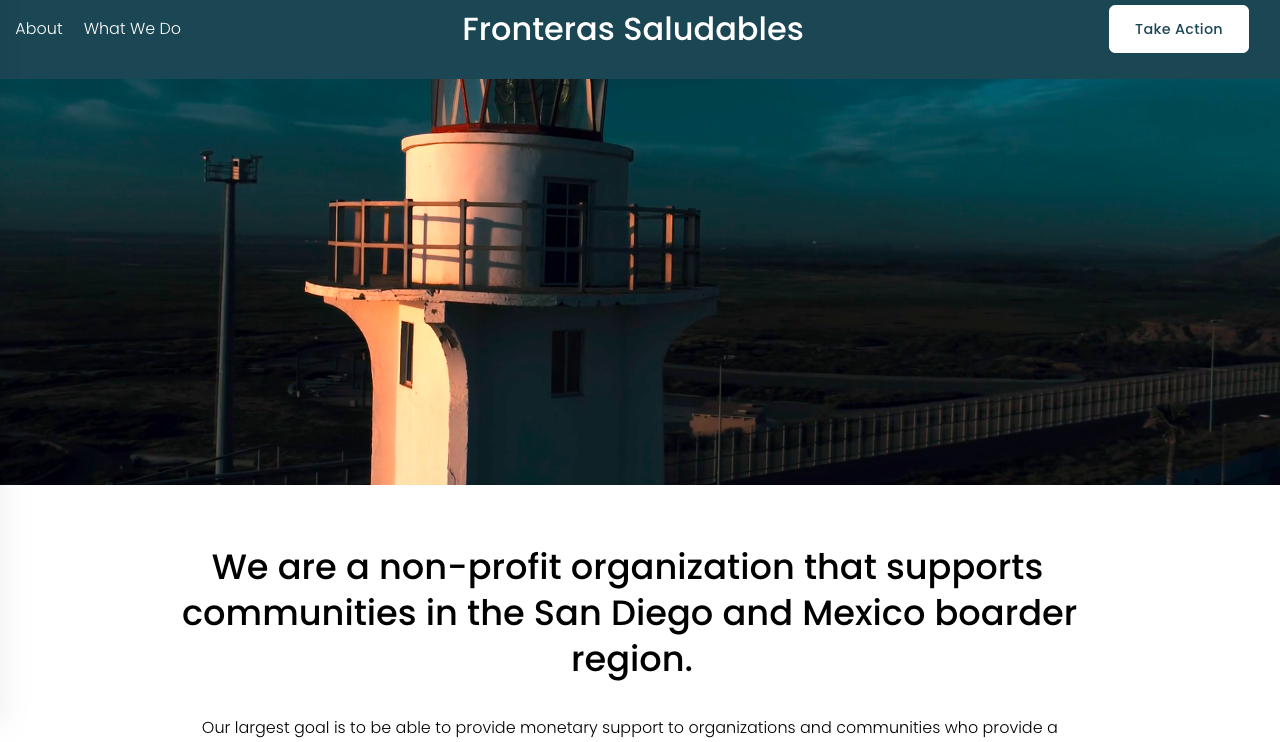 About What We Do Fronteras Saludables Take Action
We are a non-profit organization that supports
communities in the San Diego and Mexico boarder
region.
Our largest goal is to be able to provide monetary support to organizations and communities who provide a